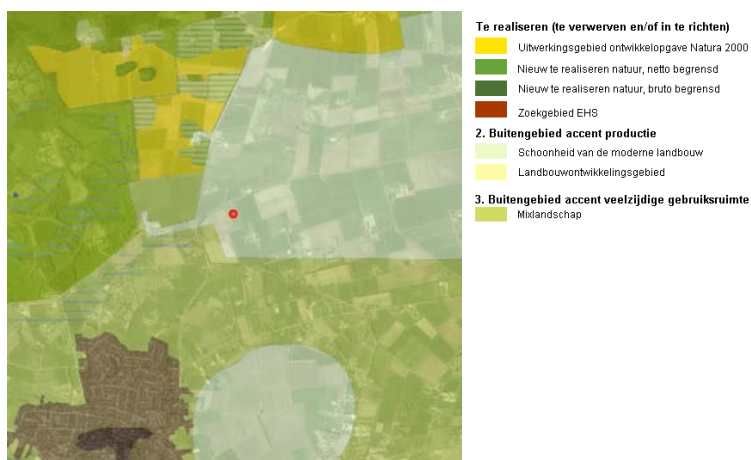 Te realiseren (te verwerven en/of in te richten)
Uitwerkingsgebied ontwikkelopgave Natura 2000
Nieuw te realiseren natuur, netto begrensd
Nieuw te realiseren natuur, bruto begrensd
Zoekgebied EHS
2. Buitengebied accent productie
Schoonheid van de moderne landbouw
Landbouwontwikkelingsgebied
3. Buitengebied accent veelzijdige gebruiksruimte
Mixlandschap